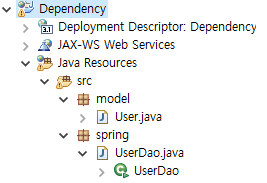 Dependency
Deployment Descriptor: Dependency
JAX-WS Web Services
Java Resources
src
model
User.java
spring
UserDao.java
UserDao